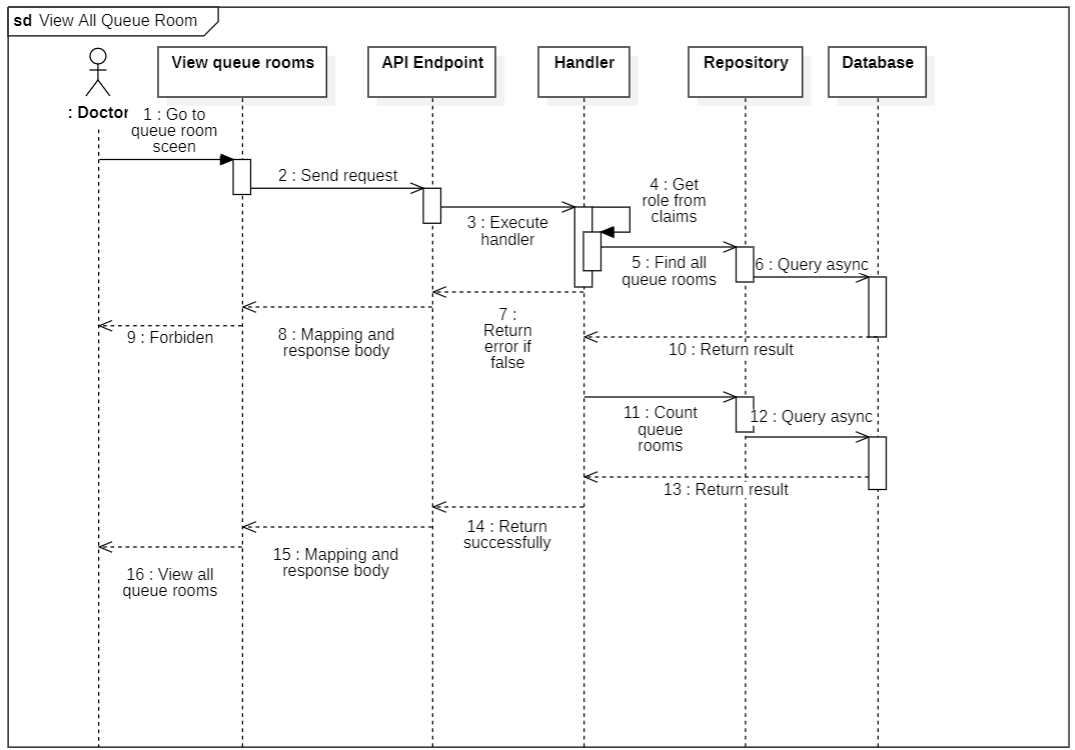 sd View All Queue Room
View queue rooms
API Endpoint
Handler
Repository
Database
: Doctor
1 : Go to
queue room
sceen
2 : Send request
3 : Execute
handler
4 : Get
role from
claims
5 : Find all
queue rooms
6 : Query async
7 :
Return
error if
false
8 : Mapping and
response body
9 : Forbiden
10 : Return result
11 : Count
queue
rooms
12 : Query async
13 : Return result
14 : Return
successfully
15 : Mapping and
response body
16 : View all
queue rooms